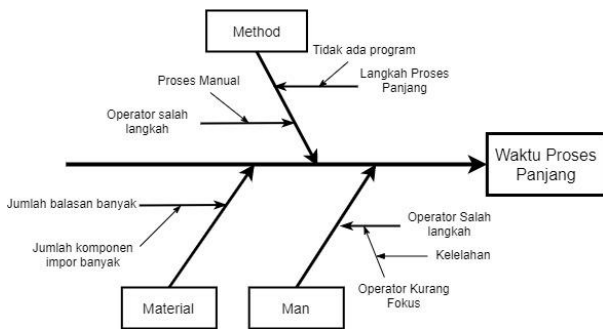 Method
Tidak ada program
Langkah Proses
Panjang
Proses Manual
Operator salah
langkah
Waktu Proses
Panjang
Jumlah balasan banyak
Jumlah komponen
impor banyak
Operator Salah
langkah
Kelelahan
Operator Kurang
Fokus
Material
Man